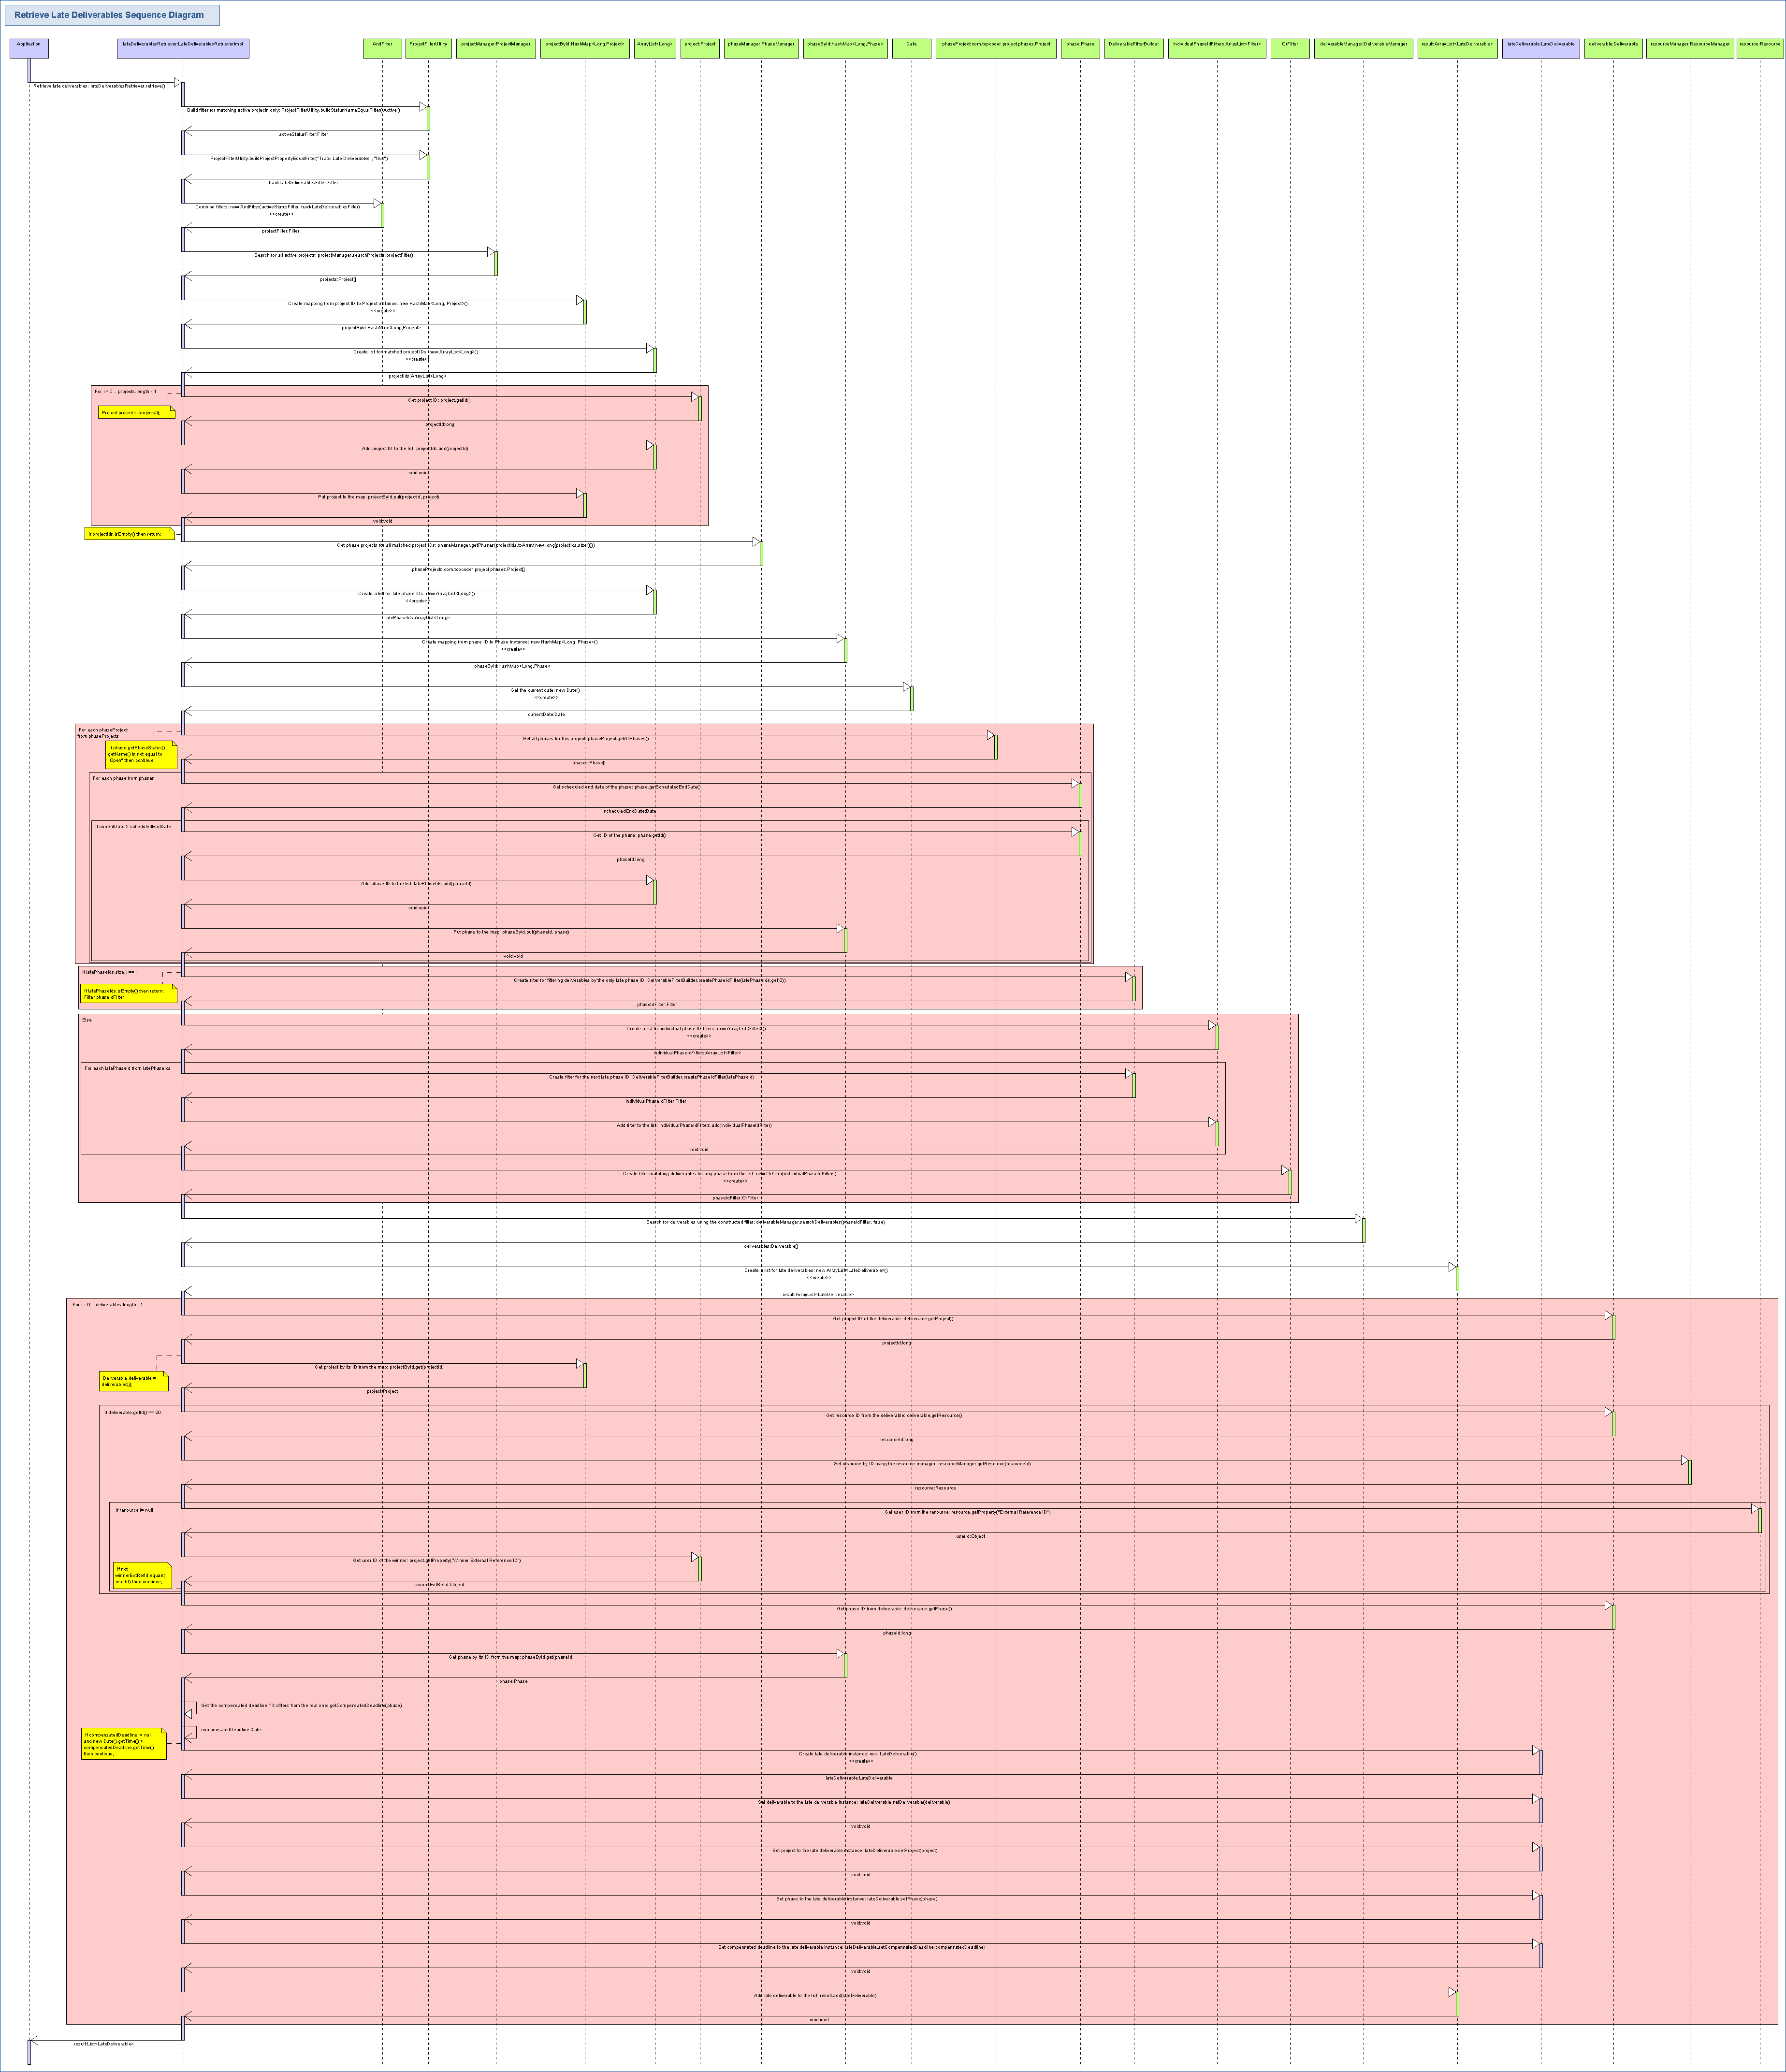 Retrieve Late Deliverables Sequence Diagram
Application
lateDeliverablesRetriever:LateDeliverablesRetrieverImpl
AndFilter
ProjectFilterUtility
projectManager:ProjectManager
projectById:HashMap<Long,Project>
ArrayList<Long>
project:Project
phaseManager:PhaseManager
phaseById:HashMap<Long,Phase>
Date
phaseProject:com.topcoder.project.phases.Project
phase:Phase
DeliverableFilterBuilder
individualPhaseIdFilters:ArrayList<Filter>
OrFilter
deliverableManager:DeliverableManager
result:ArrayList<LateDeliverable>
lateDeliverable:LateDeliverable
deliverable:Deliverable
resourceManager:ResourceManager
resource:Resource
Retrieve late deliverables: lateDeliverablesRetriever.retrieve()
Build filter for matching active projects only: ProjectFilterUtility.buildStatusNameEqualFilter("Active")
activeStatusFilter:Filter
ProjectFilterUtility.buildProjectPropertyEqualFilter("Track Late Deliverables", "true")
trackLateDeliverablesFilter:Filter
Combine filters: new AndFilter(activeStatusFilter, trackLateDeliverablesFilter)
<<create>>
projectFilter:Filter
Search for all active projects: projectManager.searchProjects(projectFilter)
projects:Project[]
Create mapping from project ID to Project instance: new HashMap<Long, Project>()
<<create>>
projectById:HashMap<Long,Project>
Create list for matched project IDs: new ArrayList<Long>()
<<create>>
projectIds:ArrayList<Long>
For i = 0 .. projects.length - 1
Get project ID: project.getId()
Project project = projects[i];
projectId:long
Add project ID to the list: projectIds.add(projectId)
void:void
Put project to the map: projectById.put(projectId, project)
void:void
If projectIds.isEmpty() then return;
Get phase projects for all matched project IDs: phaseManager.getPhases(projectIds.toArray(new long[projectIds.size()]))
phaseProjects:com.topcoder.project.phases.Project[]
Create a list for late phase IDs: new ArrayList<Long>()
<<create>>
latePhaseIds:ArrayList<Long>
Create mapping from phase ID to Phase instance: new HashMap<Long, Phase>()
<<create>>
phaseById:HashMap<Long,Phase>
Get the current date: new Date()
<<create>>
currentDate:Date
For each phaseProject
from phaseProjects
Get all phases for this project: phaseProject.getAllPhases()
If phase.getPhaseStatus().
getName() is not equal to
"Open" then continue;
phases:Phase[]
For each phase from phases
Get scheduled end date of the phase: phase.getScheduledEndDate()
scheduledEndDate:Date
If currentDate > scheduledEndDate
Get ID of the phase: phase.getId()
phaseId:long
Add phase ID to the list: latePhaseIds.add(phaseId)
void:void
Put phase to the map: phaseById.put(phaseId, phase)
void:void
If latePhaseIds.size() == 1
Create filter for filtering deliverables by the only late phase ID: DeliverableFilterBuilder.createPhaseIdFilter(latePhaseIds.get(0))
If latePhaseIds.isEmpty() then return;
Filter phaseIdFilter;
phaseIdFilter:Filter
Else
Create a list for individual phase ID filters: new ArrayList<Filter>()
<<create>>
individualPhaseIdFilters:ArrayList<Filter>
For each latePhaseId from latePhaseIds
Create filter for the next late phase ID: DeliverableFilterBuilder.createPhaseIdFilter(latePhaseId)
individualPhaseIdFilter:Filter
Add filter to the list: individualPhaseIdFilters.add(individualPhaseIdFilter)
void:void
Create filter matching deliverables for any phase from the list: new OrFilter(individualPhaseIdFilters)
<<create>>
phaseIdFilter:OrFilter
Search for deliverables using the constructed filter: deliverableManager.searchDeliverables(phaseIdFilter, false)
deliverables:Deliverable[]
Create a list for late deliverables: new ArrayList<LateDeliverable>()
<<create>>
result:ArrayList<LateDeliverable>
For i = 0 .. deliverables.length - 1
Get project ID of the deliverable: deliverable.getProject()
projectId:long
Get project by its ID from the map: projectById.get(projectId)
Deliverable deliverable =
deliverables[i];
project:Project
If deliverable.getId() == 20
Get resource ID from the deliverable: deliverable.getResource()
resourceId:long
Get resource by ID using the resource manager: resourceManager.getResource(resourceId)
resource:Resource
If resource != null
Get user ID from the resource: resource.getProperty("External Reference ID")
userId:Object
Get user ID of the winner: project.getProperty("Winner External Reference ID")
If not
winnerExtRefId.equals(
userId) then continue;
winnerExtRefId:Object
Get phase ID from deliverable: deliverable.getPhase()
phaseId:long
Get phase by its ID from the map: phaseById.get(phaseId)
phase:Phase
Get the compensated deadline if it differs from the real one: getCompensatedDeadline(phase)
compensatedDeadline:Date
If compensatedDeadline != null
and new Date().getTime() <
compensatedDeadline.getTime()
then continue;
Create late deliverable instance: new LateDeliverable()
<<create>>
lateDeliverable:LateDeliverable
Set deliverable to the late deliverable instance: lateDeliverable.setDeliverable(deliverable)
void:void
Set project to the late deliverable instance: lateDeliverable.setProject(project)
void:void
Set phase to the late deliverable instance: lateDeliverable.setPhase(phase)
void:void
Set compensated deadline to the late deliverable instance: lateDeliverable.setCompensatedDeadline(compensatedDeadline)
void:void
Add late deliverable to the list: result.add(lateDeliverable)
void:void
result:List<LateDeliverable>